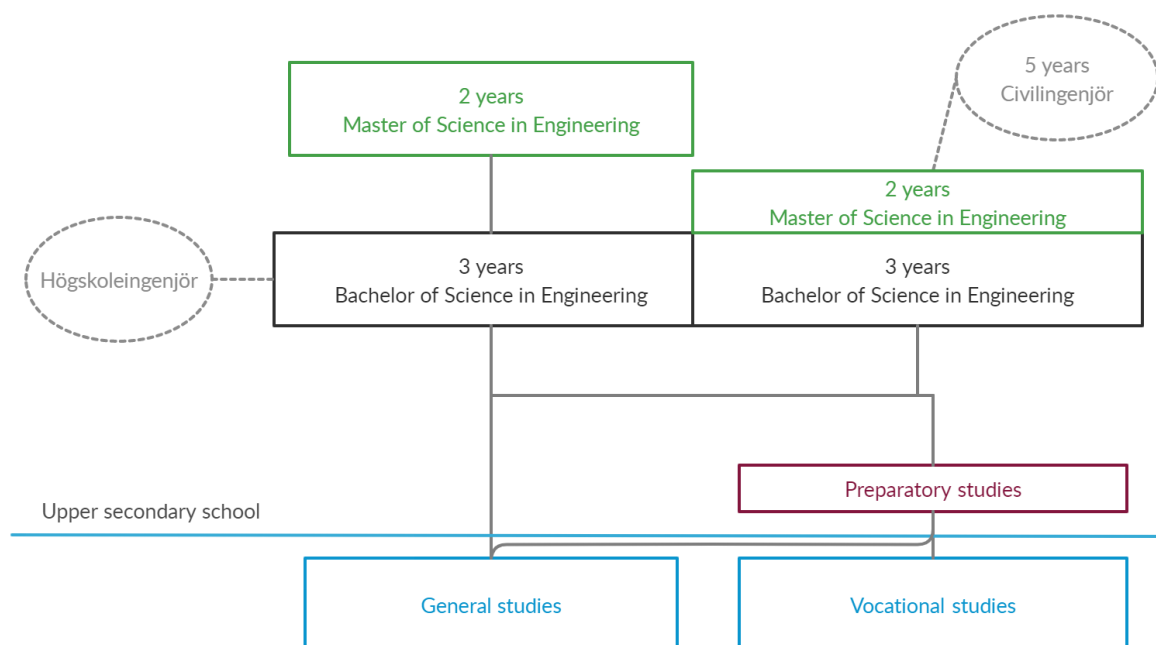 5 years
Civilingenjör
2 years
Master of Science in Engineering
2 years
Master of Science in Engineering
Högskoleingenjör
3 years
Bachelor of Science in Engineering
3 years
Bachelor of Science in Engineering
Preparatory studies
Upper secondary school
General studies
Vocational studies